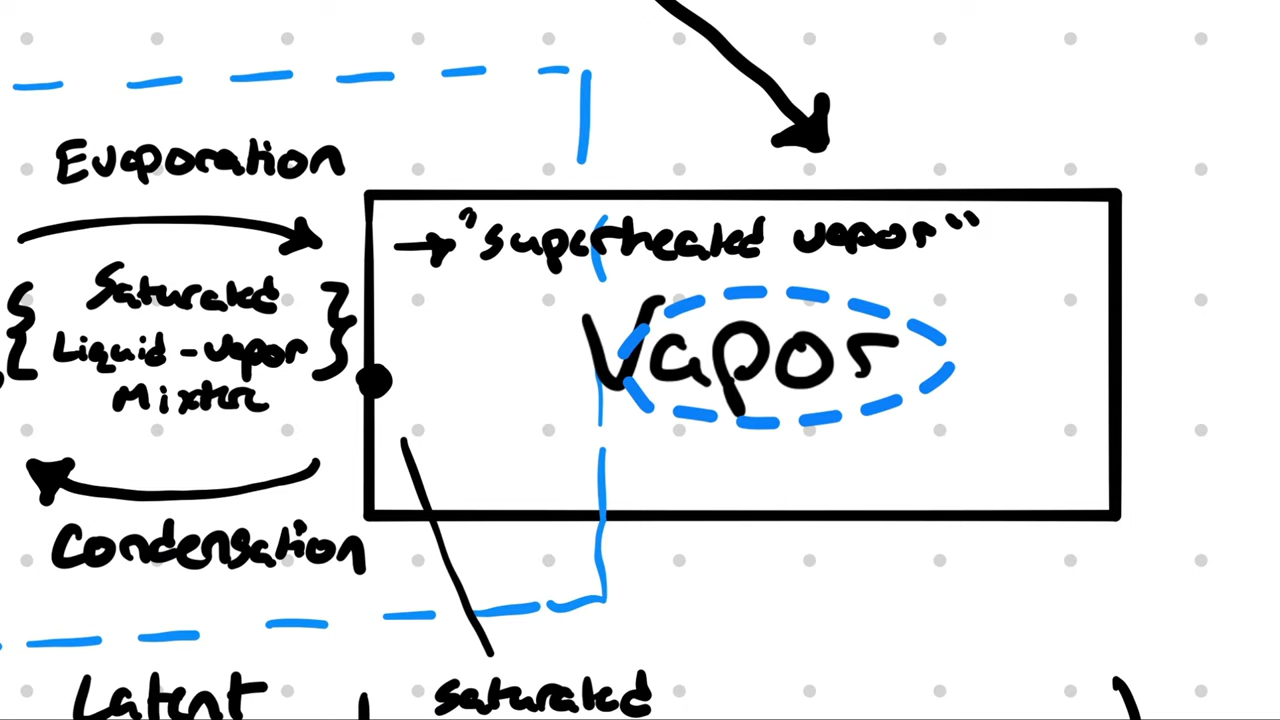 Evaporation
→ "superheated vapor"
{ Saturated
Liquid-vapor
Mixture }
Vapor
Condensation
Latent
saturated